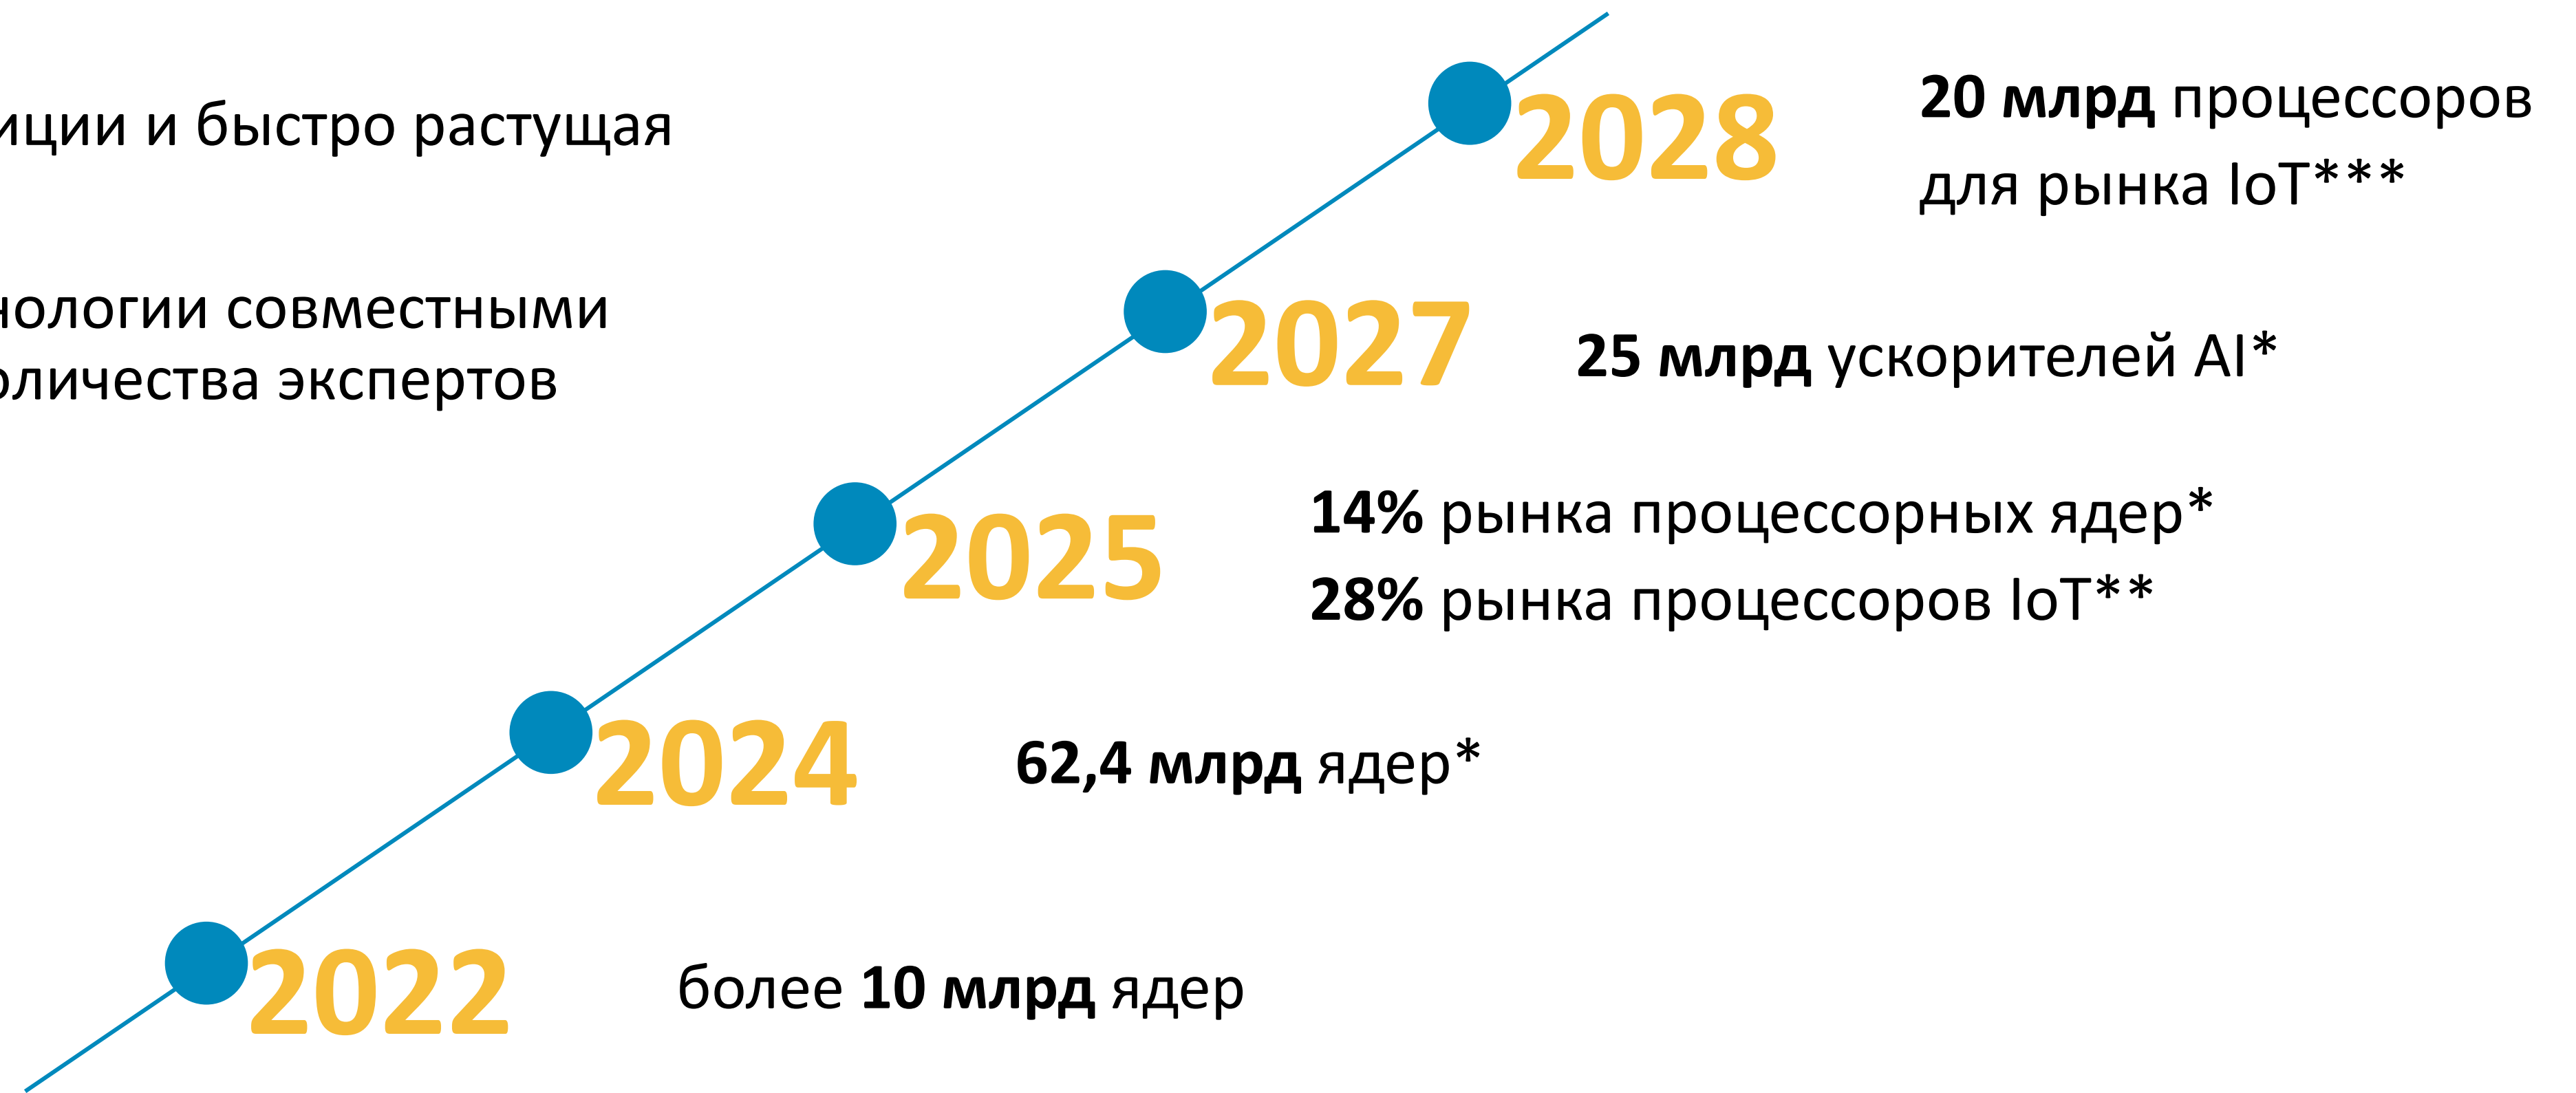 иции и быстро растущая
нологии совместными
оличества экспертов
2028
20 млрд процессоров
для рынка IoT***
2027
25 млрд ускорителей AI*
2025
14% рынка процессорных ядер*
28% рынка процессоров IoT**
2024
62,4 млрд ядер*
2022
более 10 млрд ядер